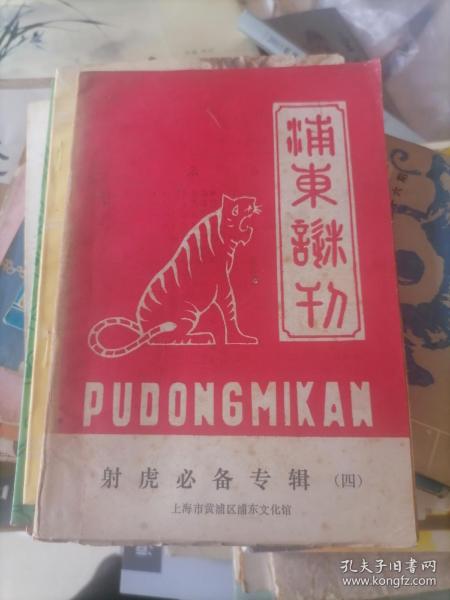 浦東謎刊
PUDONGMIKAN
射虎必备专辑 (四)
上海市黄浦区浦东文化馆
孔夫子旧书网
www.kongfz.com